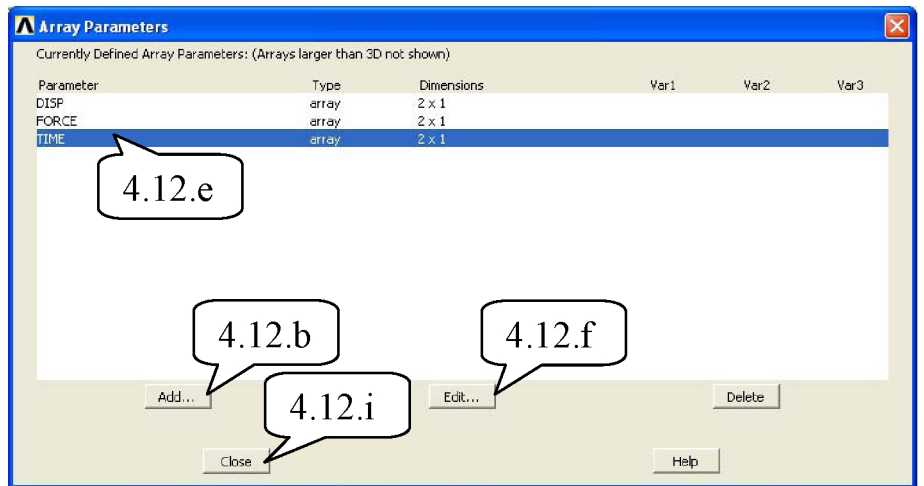 Array Parameters
Currently Defined Array Parameters: (Arrays larger than 3D not shown)
Parameter Type Dimensions Var1 Var2 Var3
DISP array 2 x 1
FORCE array 2 x 1
TIME array 2 x 1
4.12.e
4.12.b
4.12.f
Add...
4.12.i
Edit...
Delete
Close
Help